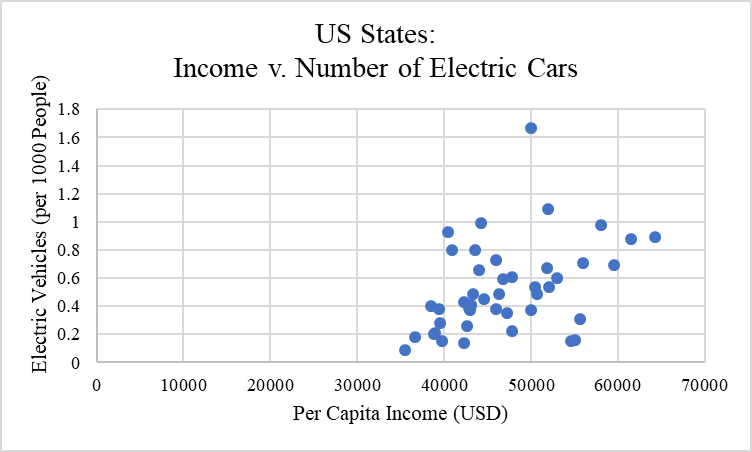 US States:
Income v. Number of Electric Cars
Electric Vehicles (per 1000 People)
1.8
1.6
1.4
1.2
1
0.8
0.6
0.4
0.2
0
0 10000 20000 30000 40000 50000 60000 70000
Per Capita Income (USD)